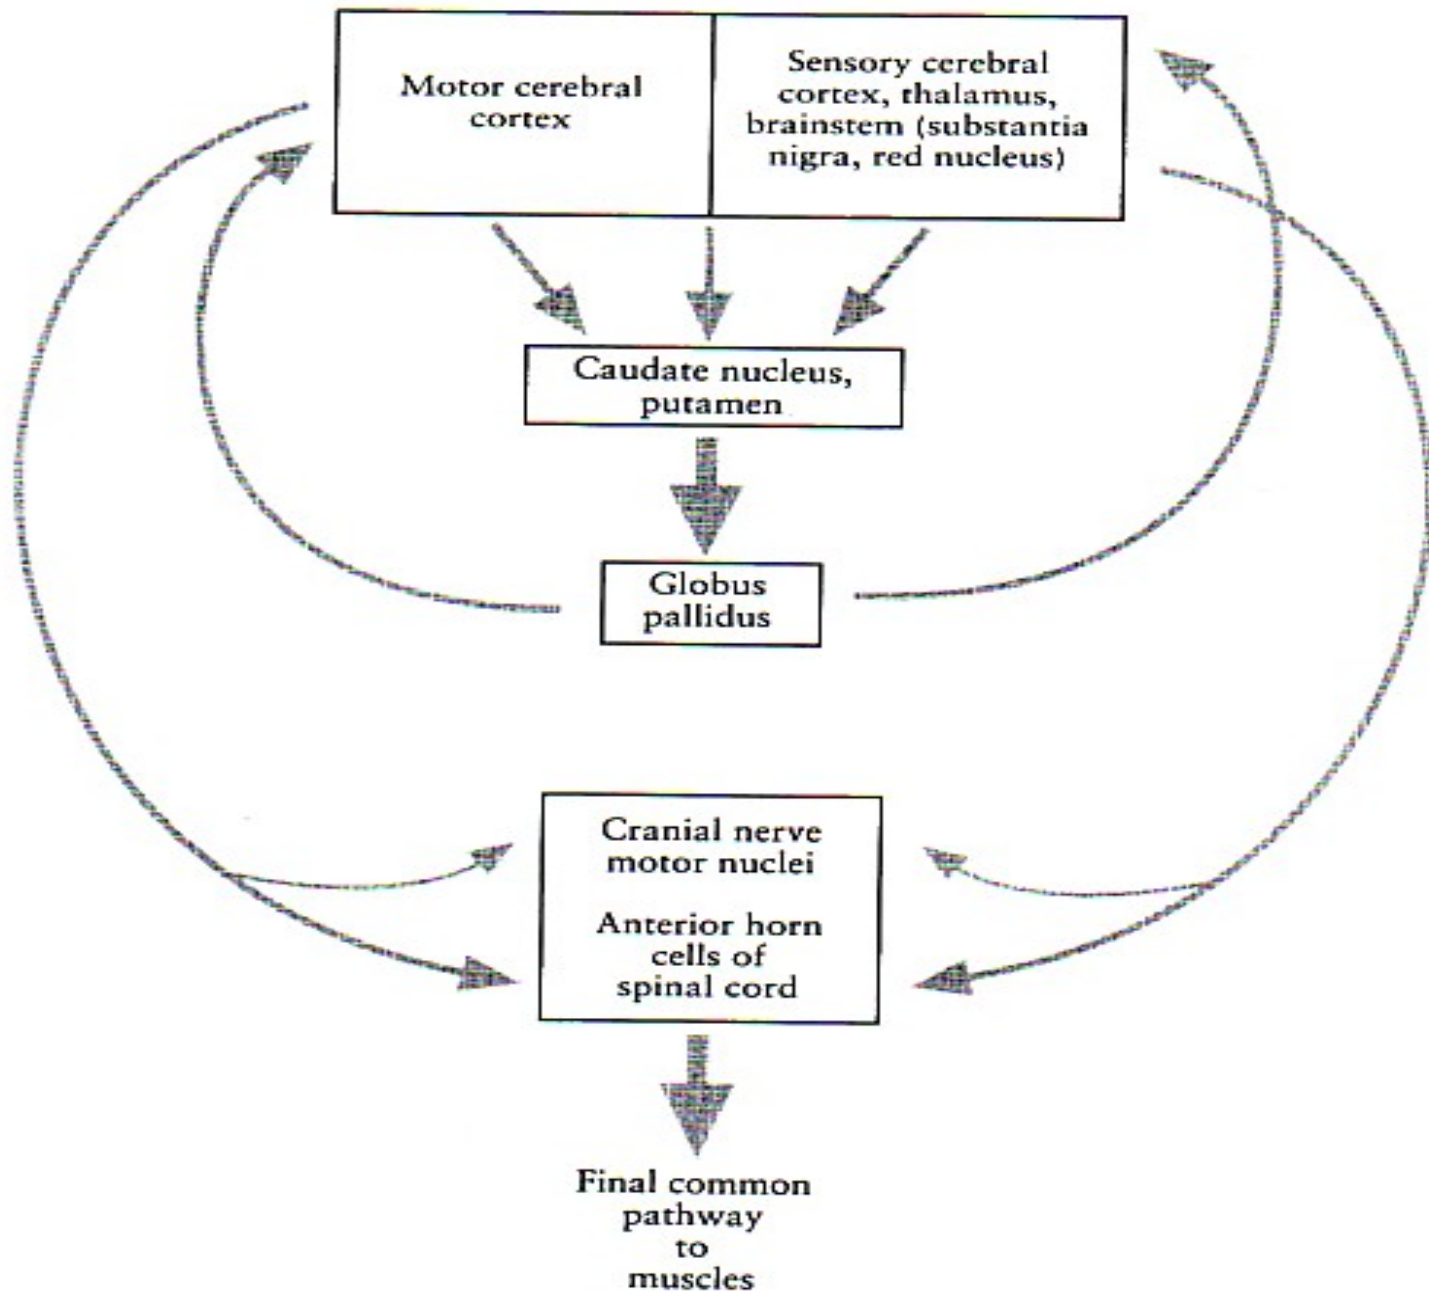 Motor cerebral
cortex
Sensory cerebral
cortex, thalamus,
brainstem (substantia
nigra, red nucleus)
Caudate nucleus,
putamen
Globus
pallidus
Cranial nerve
motor nuclei
Anterior horn
cells of
spinal cord
Final common
pathway
to
muscles